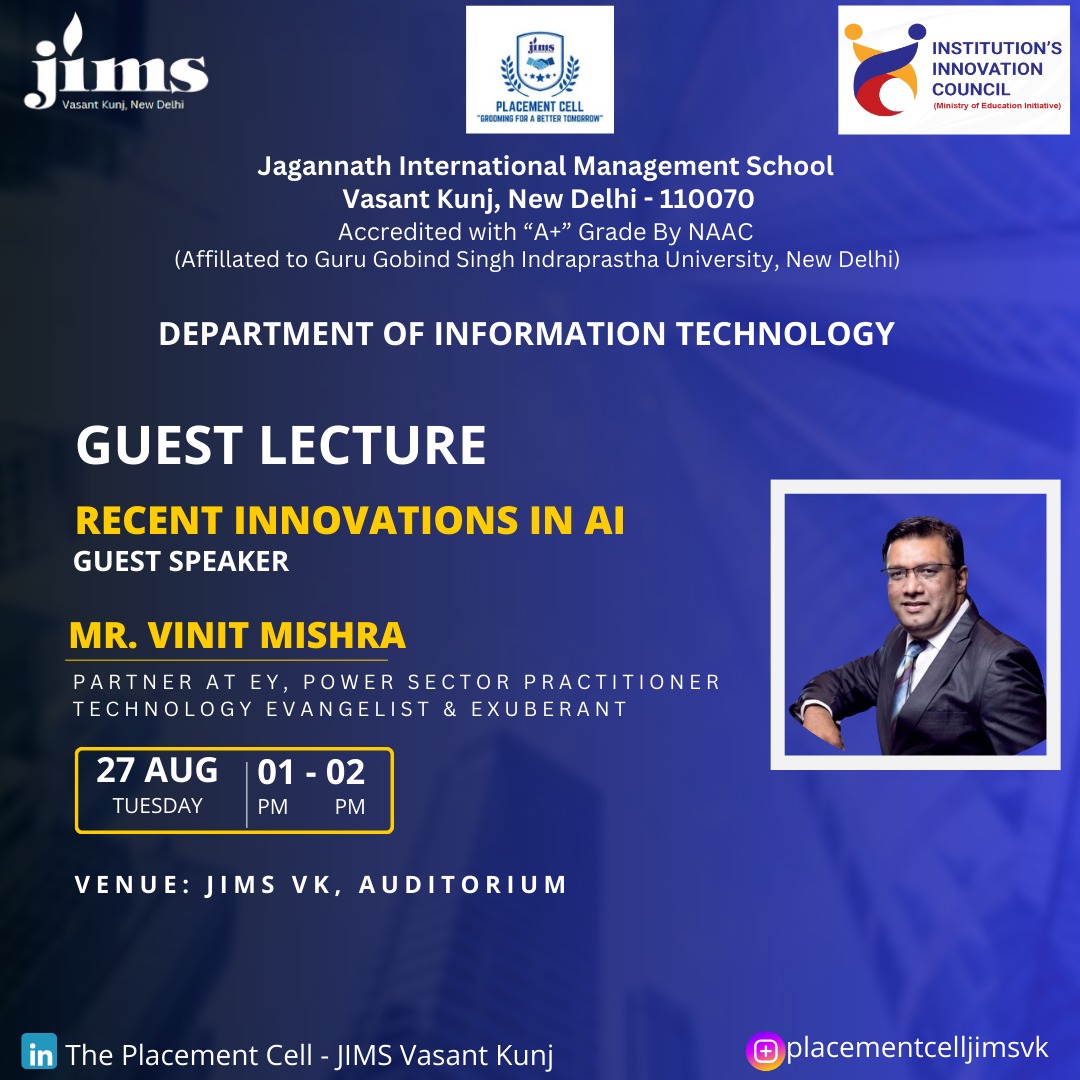 jims
Vasant Kunj, New Delhi
jims
PLACEMENT CELL
"GROOMING FOR A BETTER TOMORROW"
INSTITUTION'S
INNOVATION
COUNCIL
(Ministry of Education Initiative)
Jagannath International Management School
Vasant Kunj, New Delhi - 110070
Accredited with “A+” Grade By NAAC
(Affillated to Guru Gobind Singh Indraprastha University, New Delhi)
DEPARTMENT OF INFORMATION TECHNOLOGY
GUEST LECTURE
RECENT INNOVATIONS IN AI
GUEST SPEAKER
MR. VINIT MISHRA
PARTNER AT EY, POWER SECTOR PRACTITIONER
TECHNOLOGY EVANGELIST & EXUBERANT
27 AUG
TUESDAY
01 - 02
PM PM
VENUE: JIMS VK, AUDITORIUM
in The Placement Cell - JIMS Vasant Kunj
placementcelljimsvk